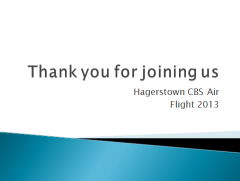 Thank you for joining us
Hagerstown CBS Air
Flight 2013